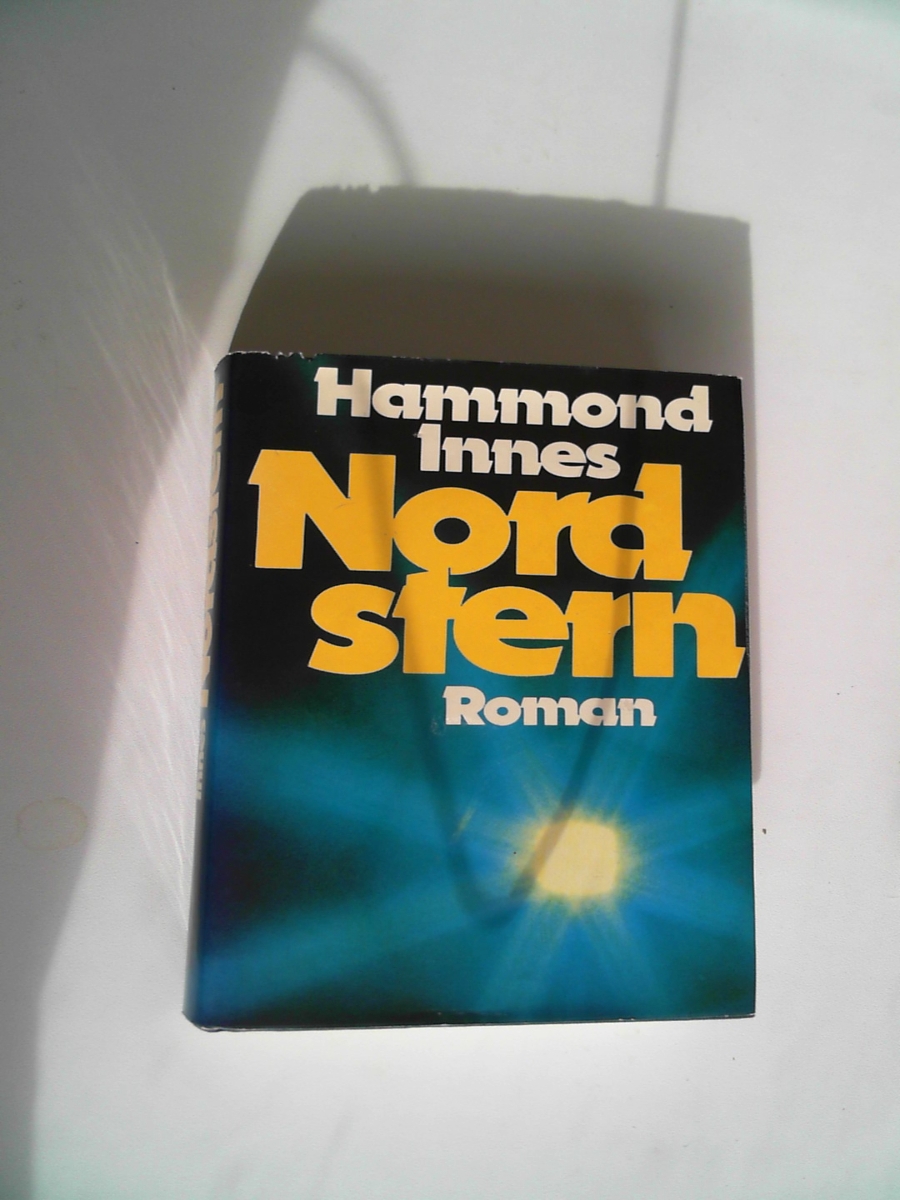 Hammond
Innes
Nord
stern
Roman